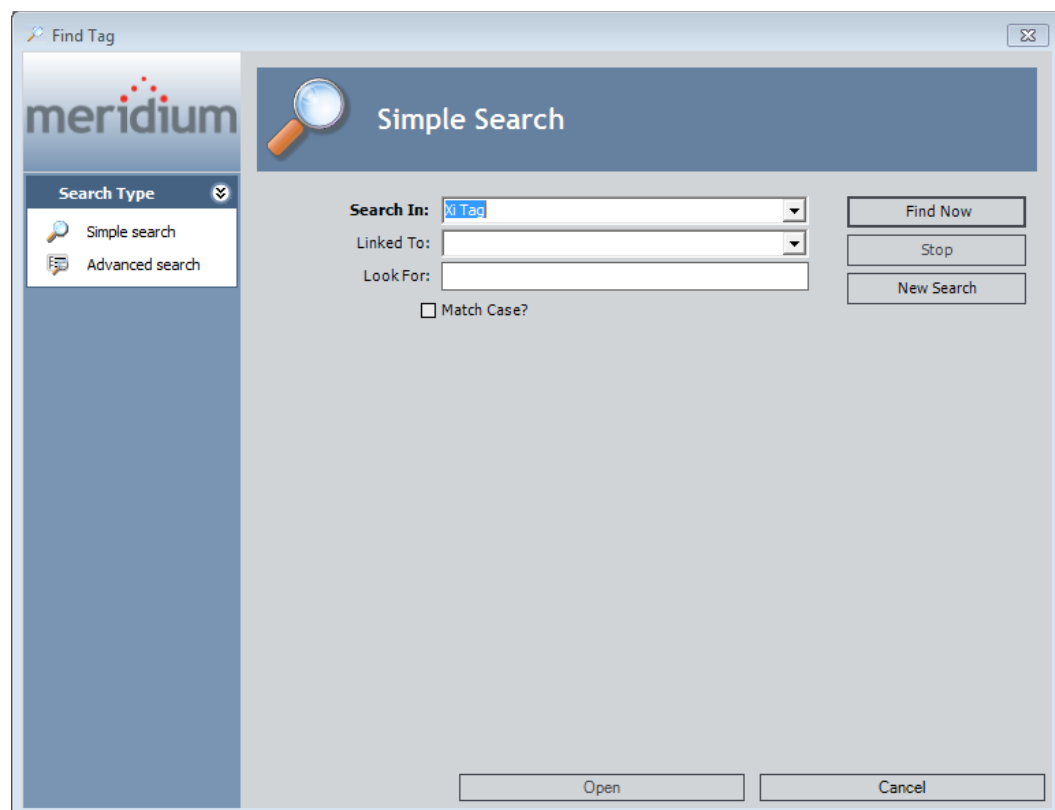 Find Tag
meridium
Simple Search
Search Type
Simple search
Advanced search
Search In: Xi Tag
Linked To:
Look For:
Match Case?
Find Now
Stop
New Search
Open
Cancel